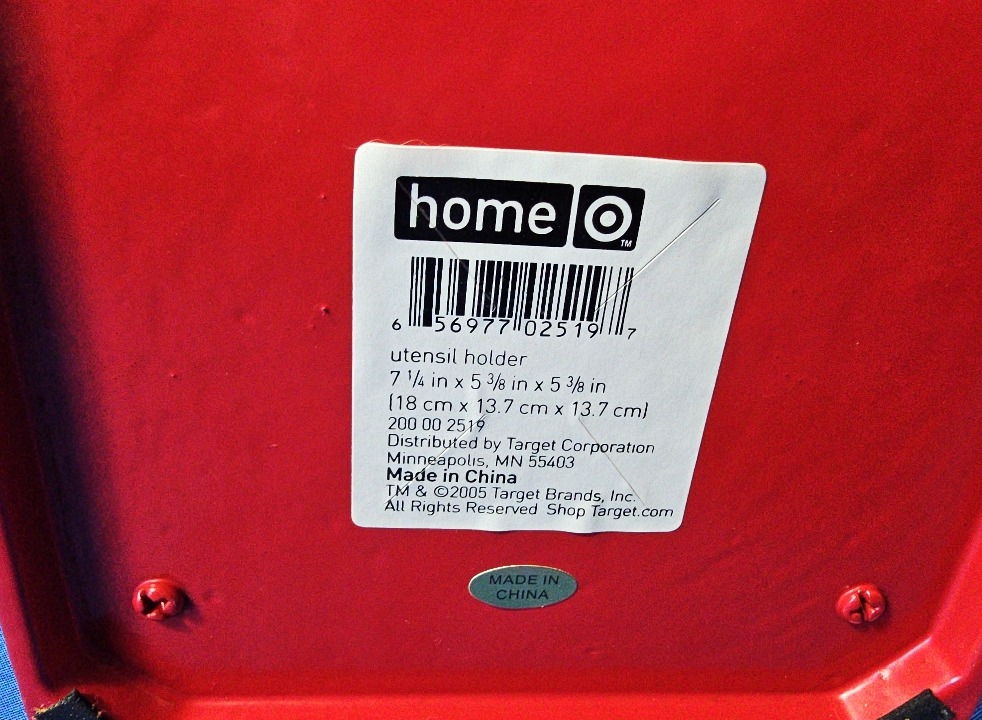 home
TM
6 56977 02519 7
utensil holder
7 1/4 in x 5 3/8 in x 5 3/8 in
(18 cm x 13.7 cm x 13.7 cm)
200 00 2519
Distributed by Target Corporation
Minneapolis, MN 55403
Made in China
TM & ©2005 Target Brands, Inc.
All Rights Reserved Shop Target.com
MADE IN
CHINA